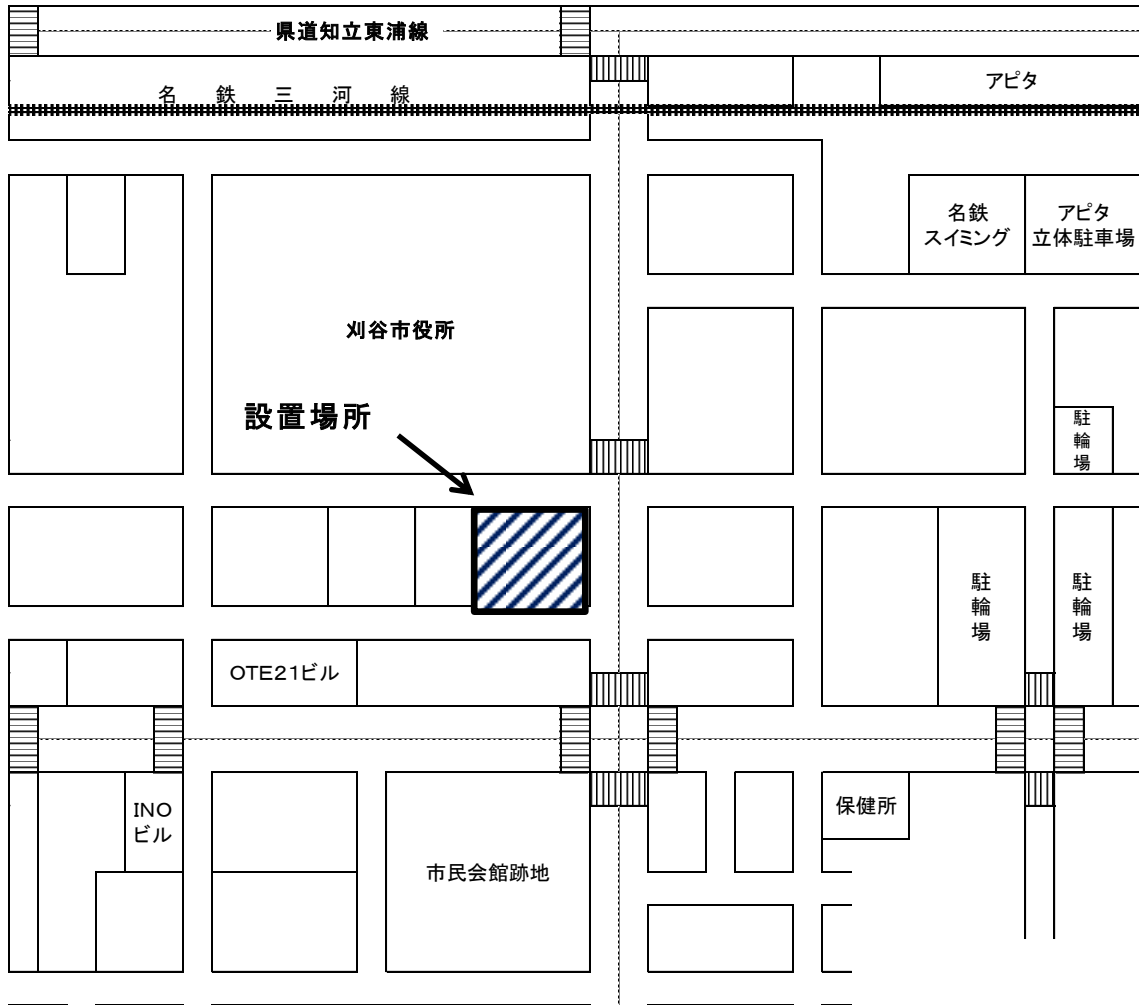 県道知立東浦線
アピタ
名鉄三河線
名鉄
スイミング
アピタ
立体駐車場
刈谷市役所
設置場所
駐輪場
駐輪場
駐輪場
OTE21ビル
INO
ビル
保健所
市民会館跡地